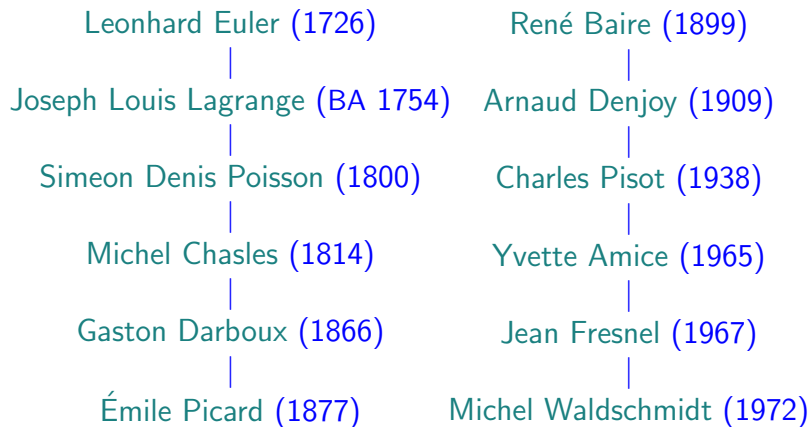 Leonhard Euler (1726)
Joseph Louis Lagrange (BA 1754)
Simeon Denis Poisson (1800)
Michel Chasles (1814)
Gaston Darboux (1866)
Émile Picard (1877)
René Baire (1899)
Arnaud Denjoy (1909)
Charles Pisot (1938)
Yvette Amice (1965)
Jean Fresnel (1967)
Michel Waldschmidt (1972)